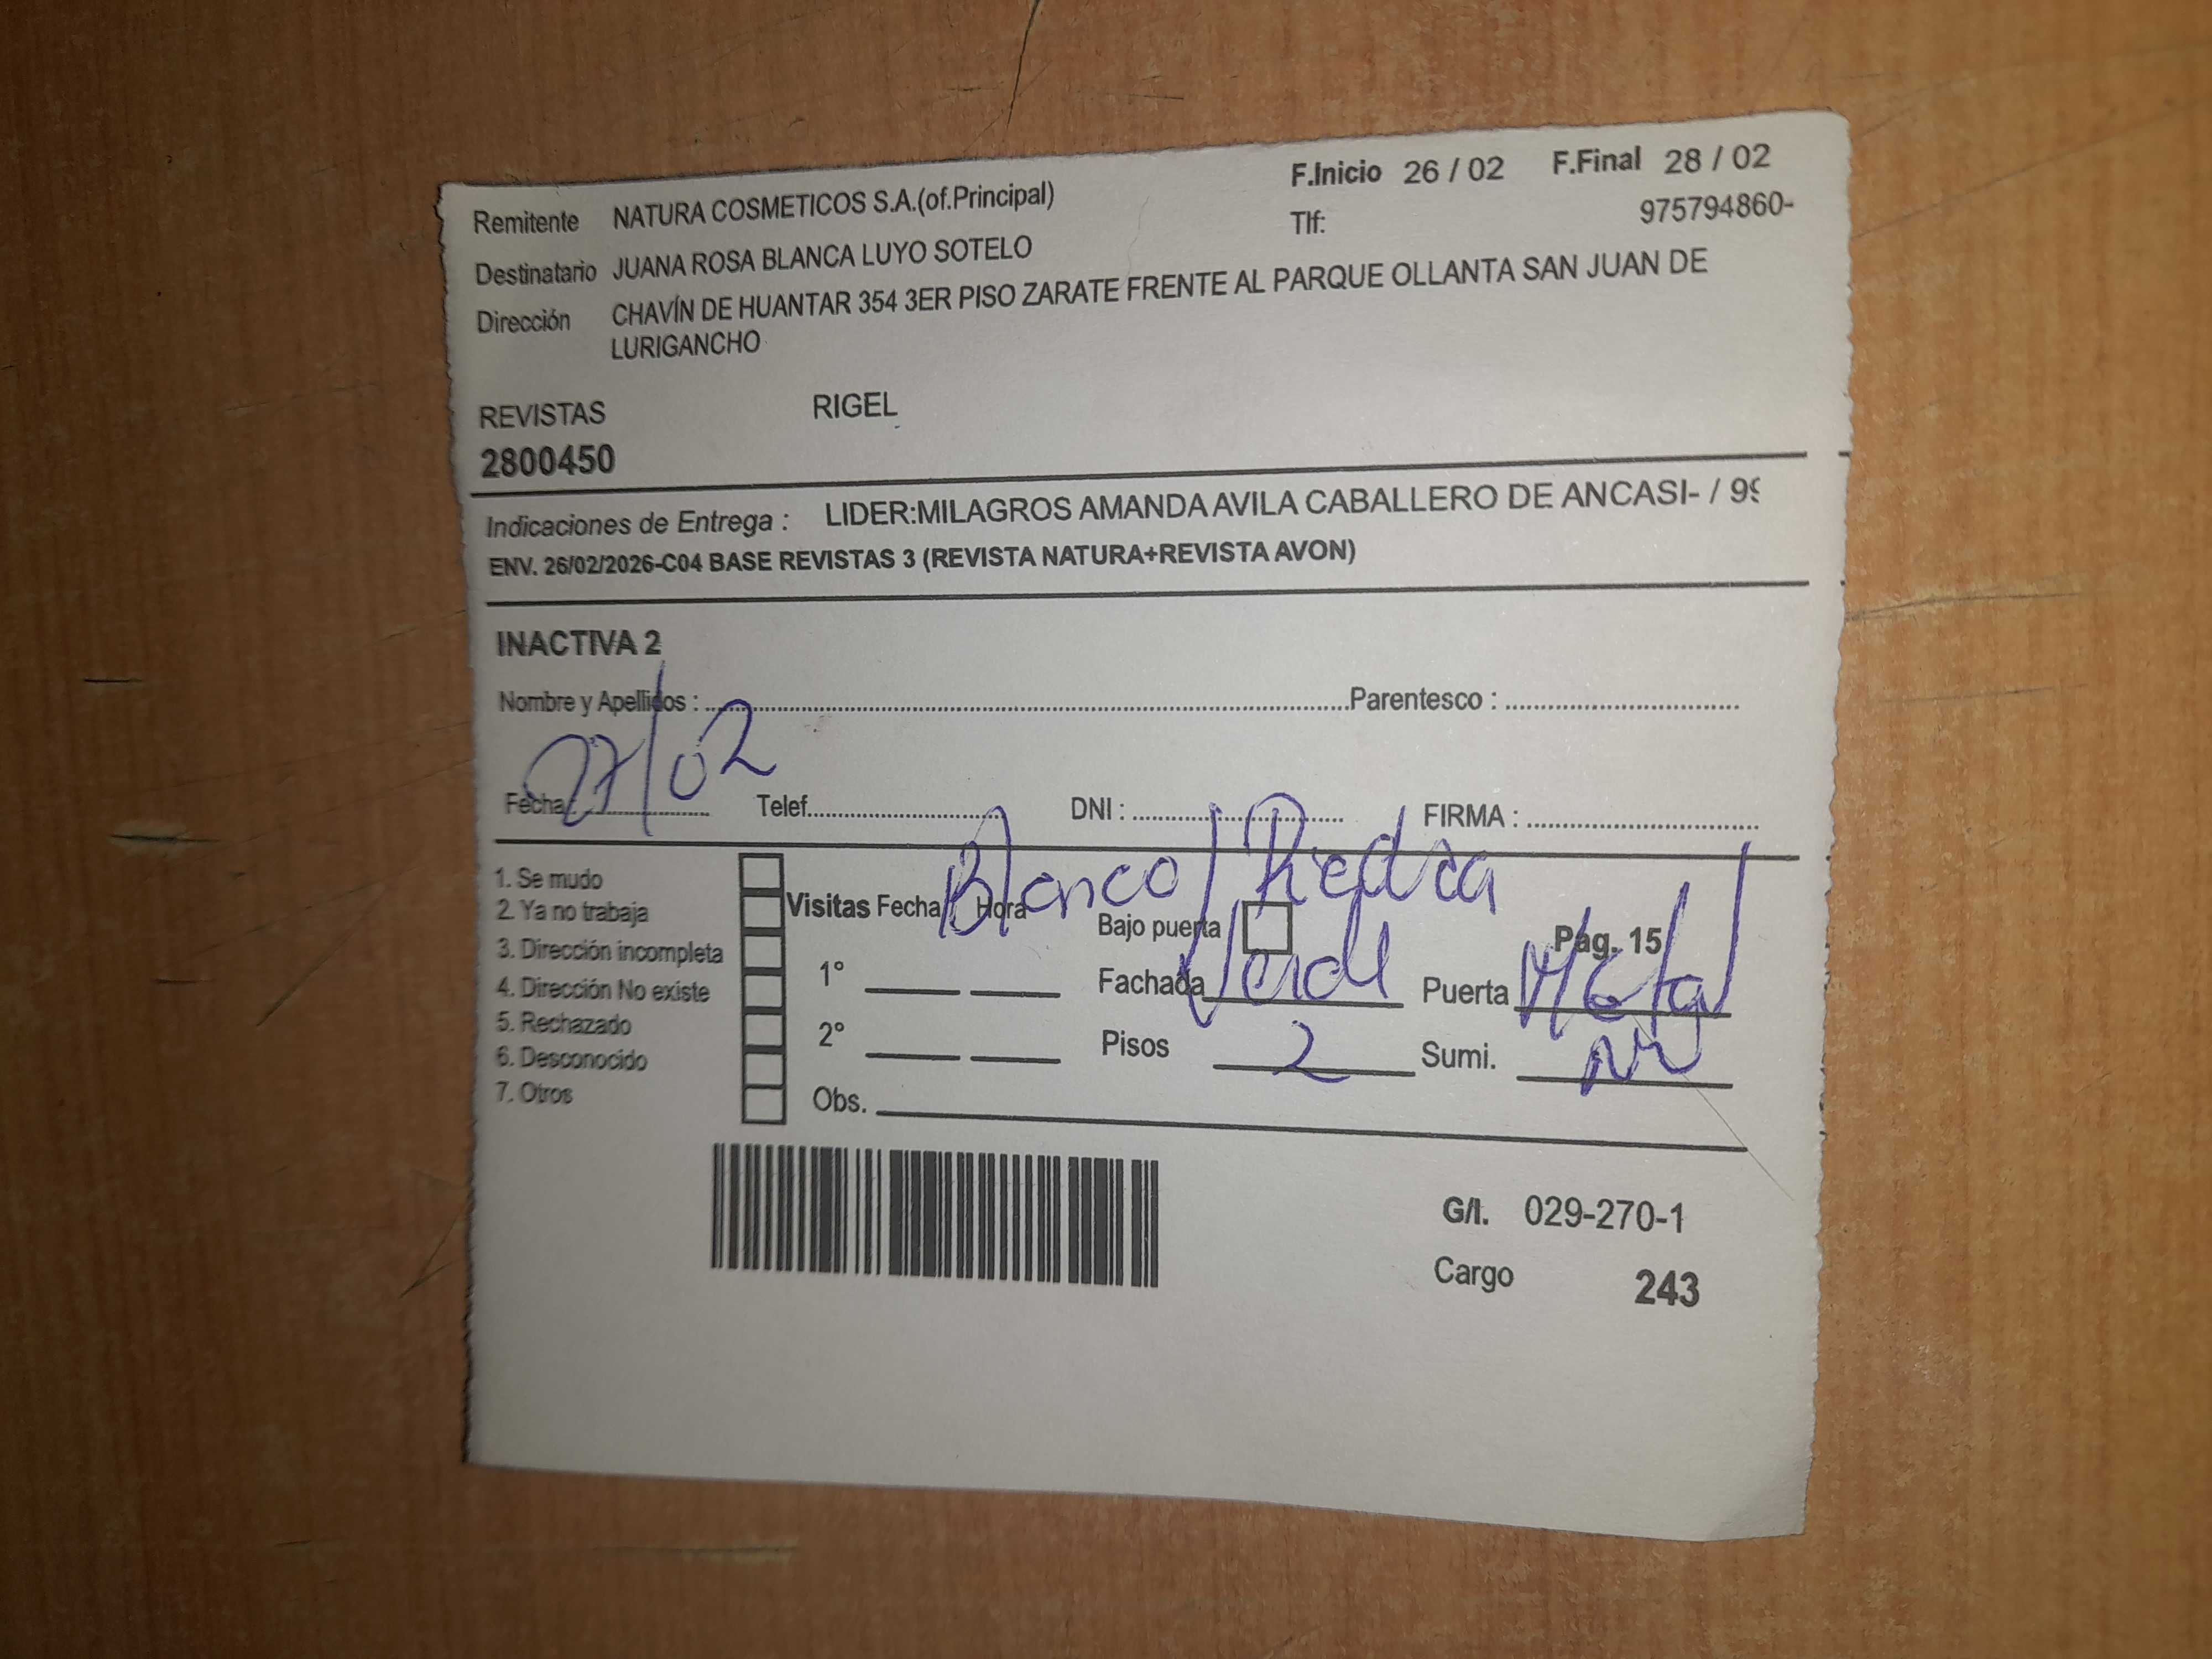 Remitente NATURA COSMETICOS S.A.(of.Principal) F.Inicio 26 / 02 F.Final 28 / 02
Tlf: 975794860-
Destinatario JUANA ROSA BLANCA LUYO SOTELO
Dirección CHAVÍN DE HUANTAR 354 3ER PISO ZARATE FRENTE AL PARQUE OLLANTA SAN JUAN DE
LURIGANCHO
REVISTAS RIGEL
2800450
Indicaciones de Entrega : LIDER:MILAGROS AMANDA AVILA CABALLERO DE ANCASI- / 99
ENV. 26/02/2026-C04 BASE REVISTAS 3 (REVISTA NATURA+REVISTA AVON)
INACTIVA 2
Nombre y Apellidos : Parentesco :
Fecha : 27/02 Telef. DNI : FIRMA :
Blanco / Piedra
1. Se mudo
2. Ya no trabaja Visitas Fecha / Hora Bajo puerta Pag. 15
3. Dirección incompleta
4. Dirección No existe 1° Fachada Verde Puerta Metal
5. Rechazado
6. Desconocido 2° Pisos 2 Sumi.
7. Otros Obs.
G/I. 029-270-1
Cargo 243